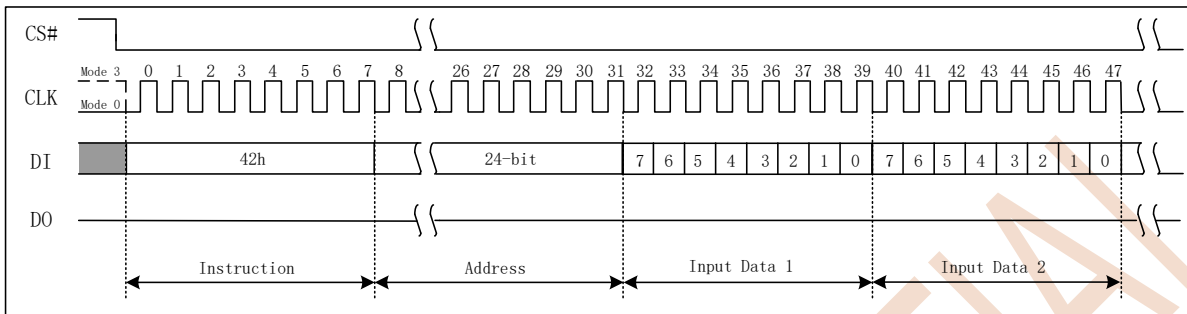 CS#
Mode 3 0 1 2 3 4 5 6 7 8 26 27 28 29 30 31 32 33 34 35 36 37 38 39 40 41 42 43 44 45 46 47
CLK
Mode 0
DI 42h 24-bit 7 6 5 4 3 2 1 0 7 6 5 4 3 2 1 0
DO
Instruction Address Input Data 1 Input Data 2